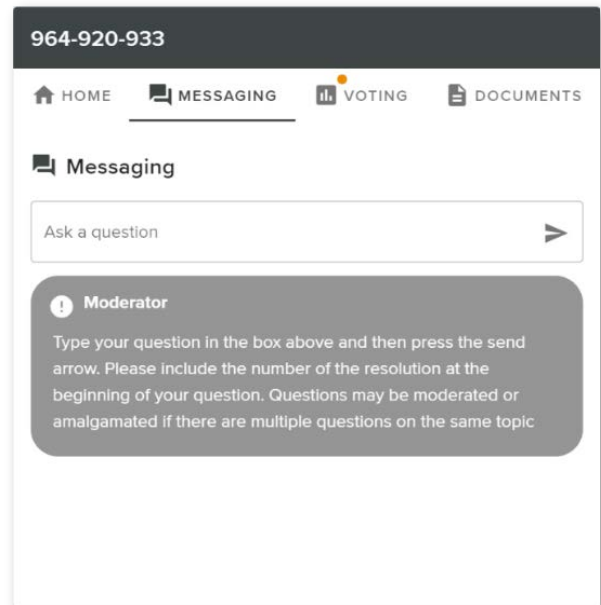 964-920-933
HOME MESSAGING VOTING DOCUMENTS
Messaging
Ask a question
Moderator
Type your question in the box above and then press the send
arrow. Please include the number of the resolution at the
beginning of your question. Questions may be moderated or
amalgamated if there are multiple questions on the same topic